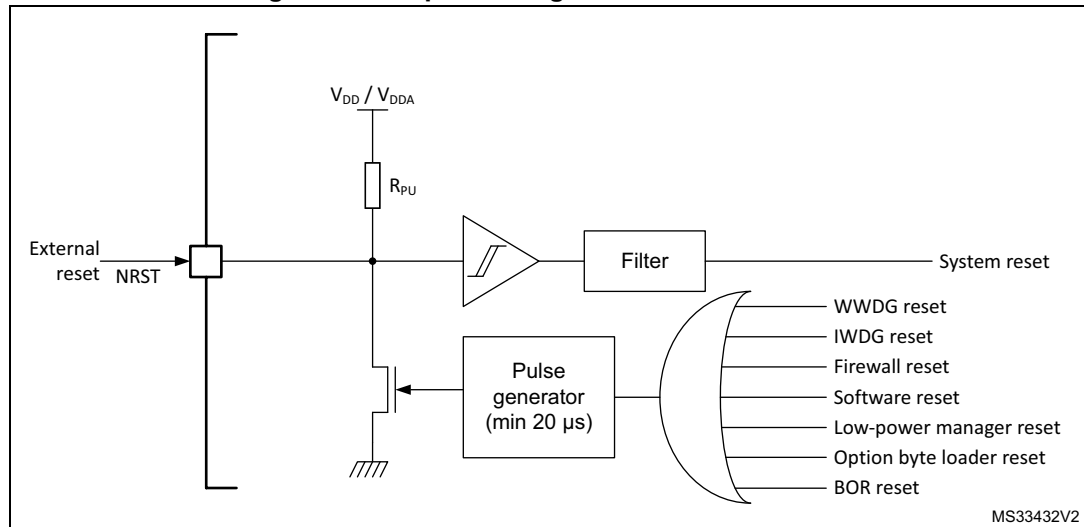 V_DD / V_DDA
R_PU
External
reset
NRST
Filter
System reset
WWDG reset
IWDG reset
Firewall reset
Software reset
Low-power manager reset
Option byte loader reset
BOR reset
Pulse
generator
(min 20 µs)
MS33432V2